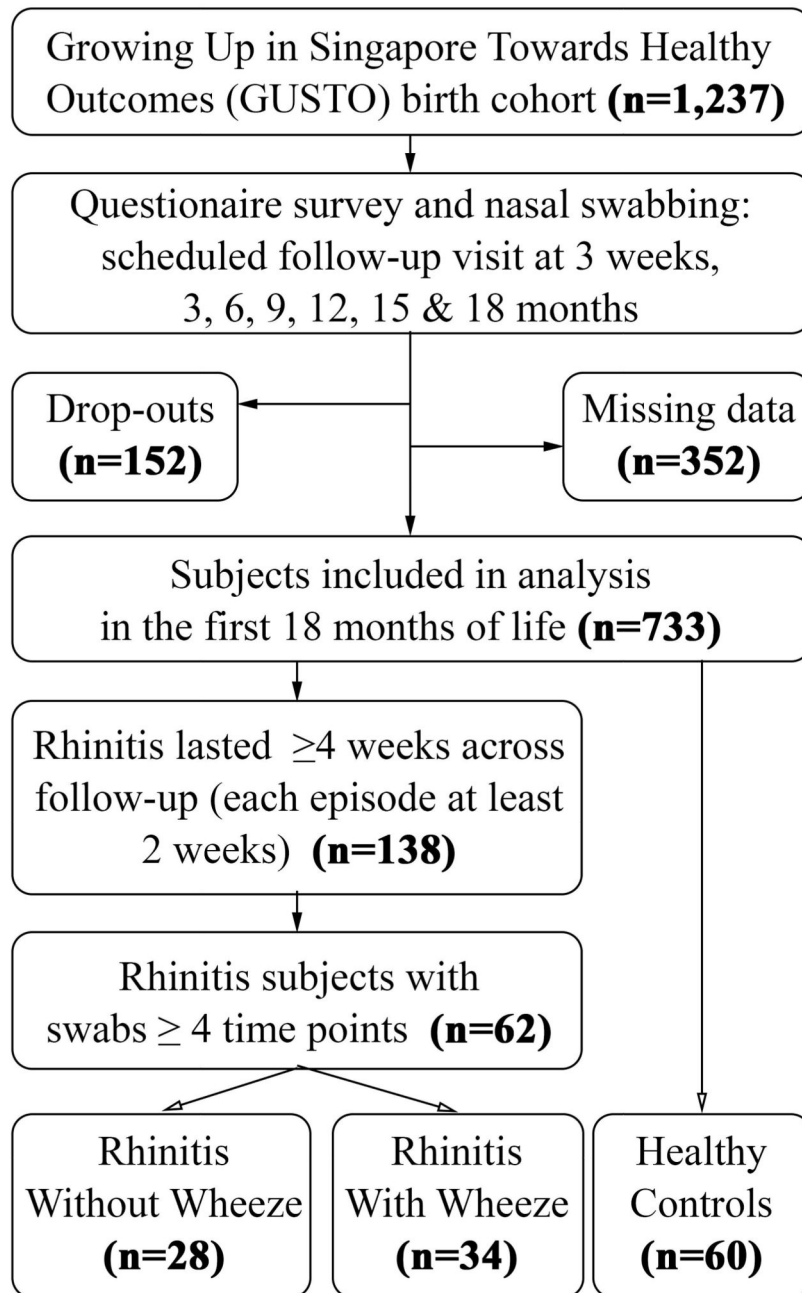 Growing Up in Singapore Towards Healthy
Outcomes (GUSTO) birth cohort (n=1,237)
Questionaire survey and nasal swabbing:
scheduled follow-up visit at 3 weeks,
3, 6, 9, 12, 15 & 18 months
Drop-outs
(n=152)
Missing data
(n=352)
Subjects included in analysis
in the first 18 months of life (n=733)
Rhinitis lasted ≥4 weeks across
follow-up (each episode at least
2 weeks) (n=138)
Rhinitis subjects with
swabs ≥ 4 time points (n=62)
Rhinitis
Without Wheeze
(n=28)
Rhinitis
With Wheeze
(n=34)
Healthy
Controls
(n=60)